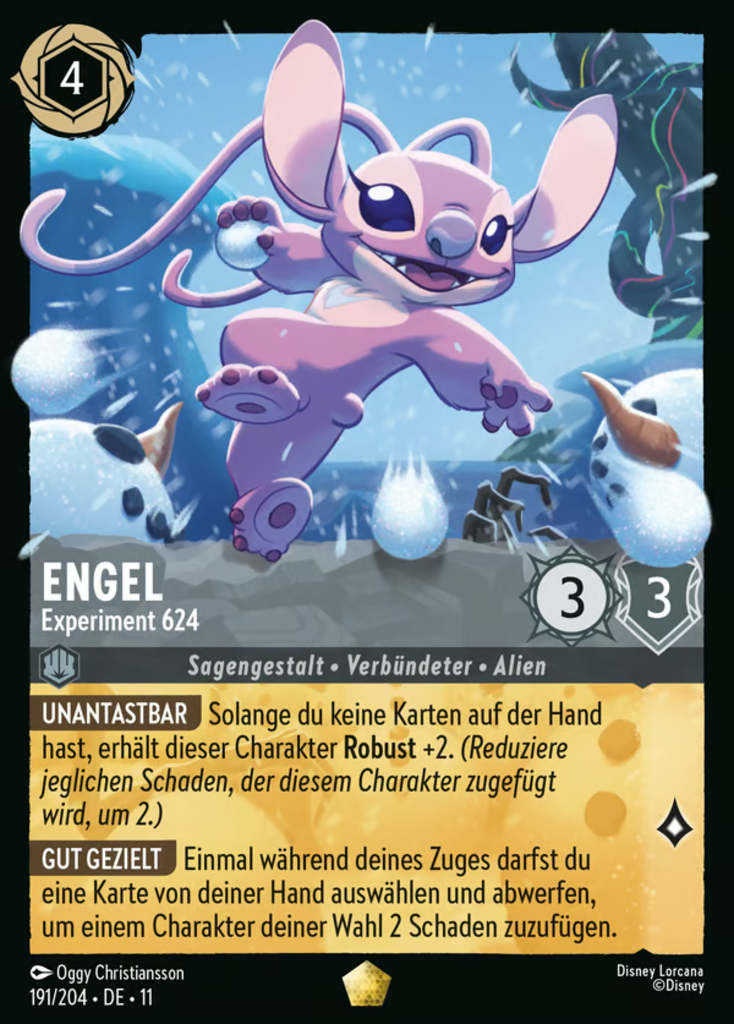 4
ENGEL
Experiment 624
3
3
Sagengestalt • Verbündeter • Alien
UNANTASTBAR Solange du keine Karten auf der Hand
hast, erhält dieser Charakter Robust +2. (Reduziere
jeglichen Schaden, der diesem Charakter zugefügt
wird, um 2.)
GUT GEZIELT Einmal während deines Zuges darfst du
eine Karte von deiner Hand auswählen und abwerfen,
um einem Charakter deiner Wahl 2 Schaden zuzufügen.
Oggy Christiansson
191/204 • DE • 11
Disney Lorcana
©Disney